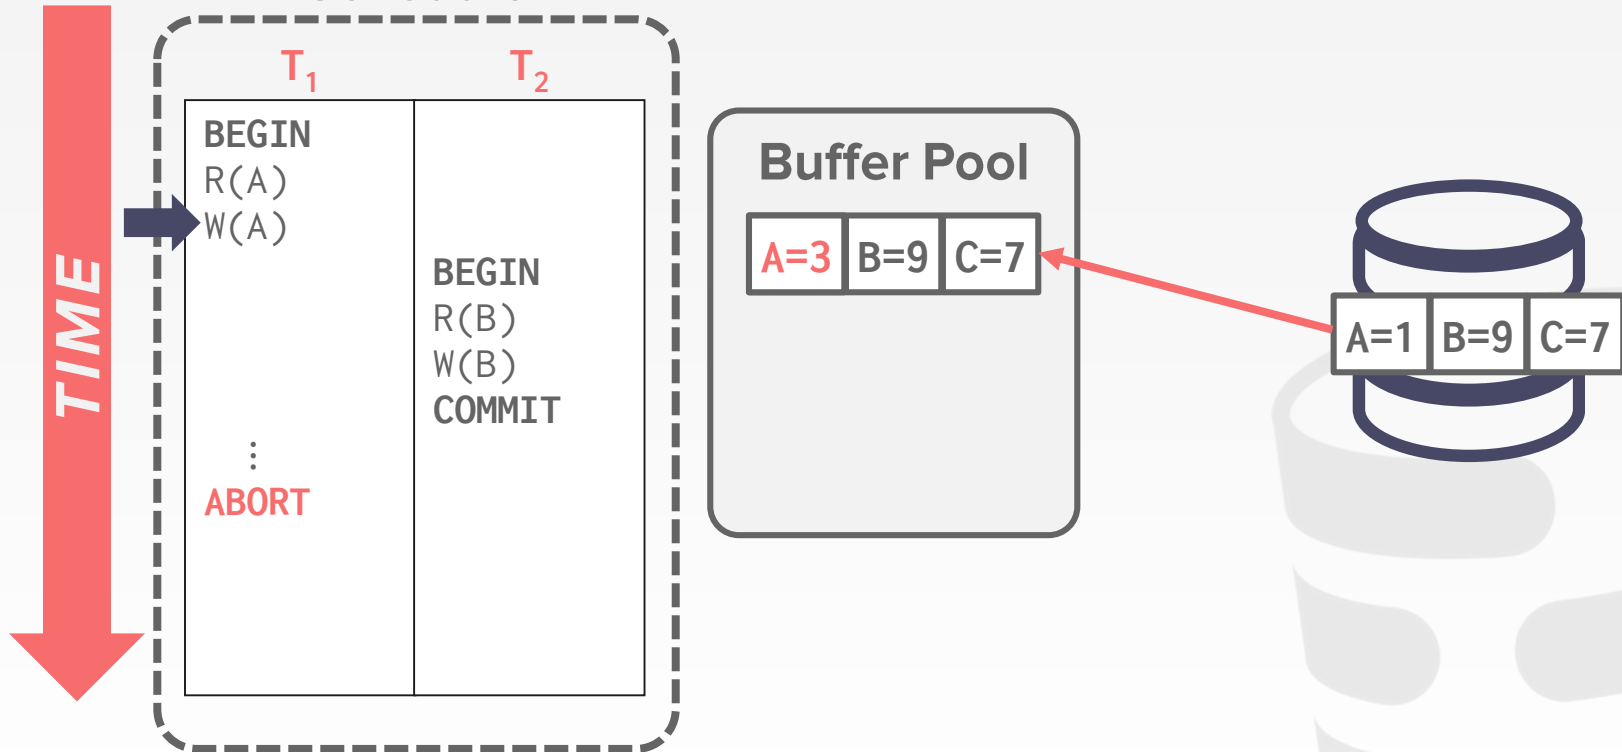 TIME
T1
T2
BEGIN
R(A)
W(A)
BEGIN
R(B)
W(B)
COMMIT
⋮
ABORT
Buffer Pool
A=3 B=9 C=7
A=1 B=9 C=7